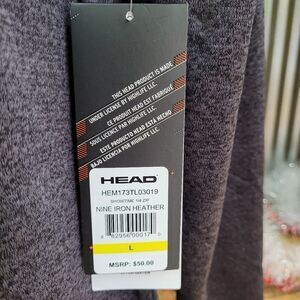 THIS HEAD PRODUCT IS MADE
UNDER LICENSE BY HIGHLIFE LLC.
CE PRODUIT HEAD EST FABRIQUÉ
SOUS LICENCE PAR HIGHLIFE LLC.
ESTE PRODUCTO HEAD ESTA HECHO
BAJO LICENCIA POR HIGHLIFE LLC.
HEAD
HEM173TL03019
SHOWTIME 1/4 ZIP
NINE IRON HEATHER
L
MSRP: $50.00